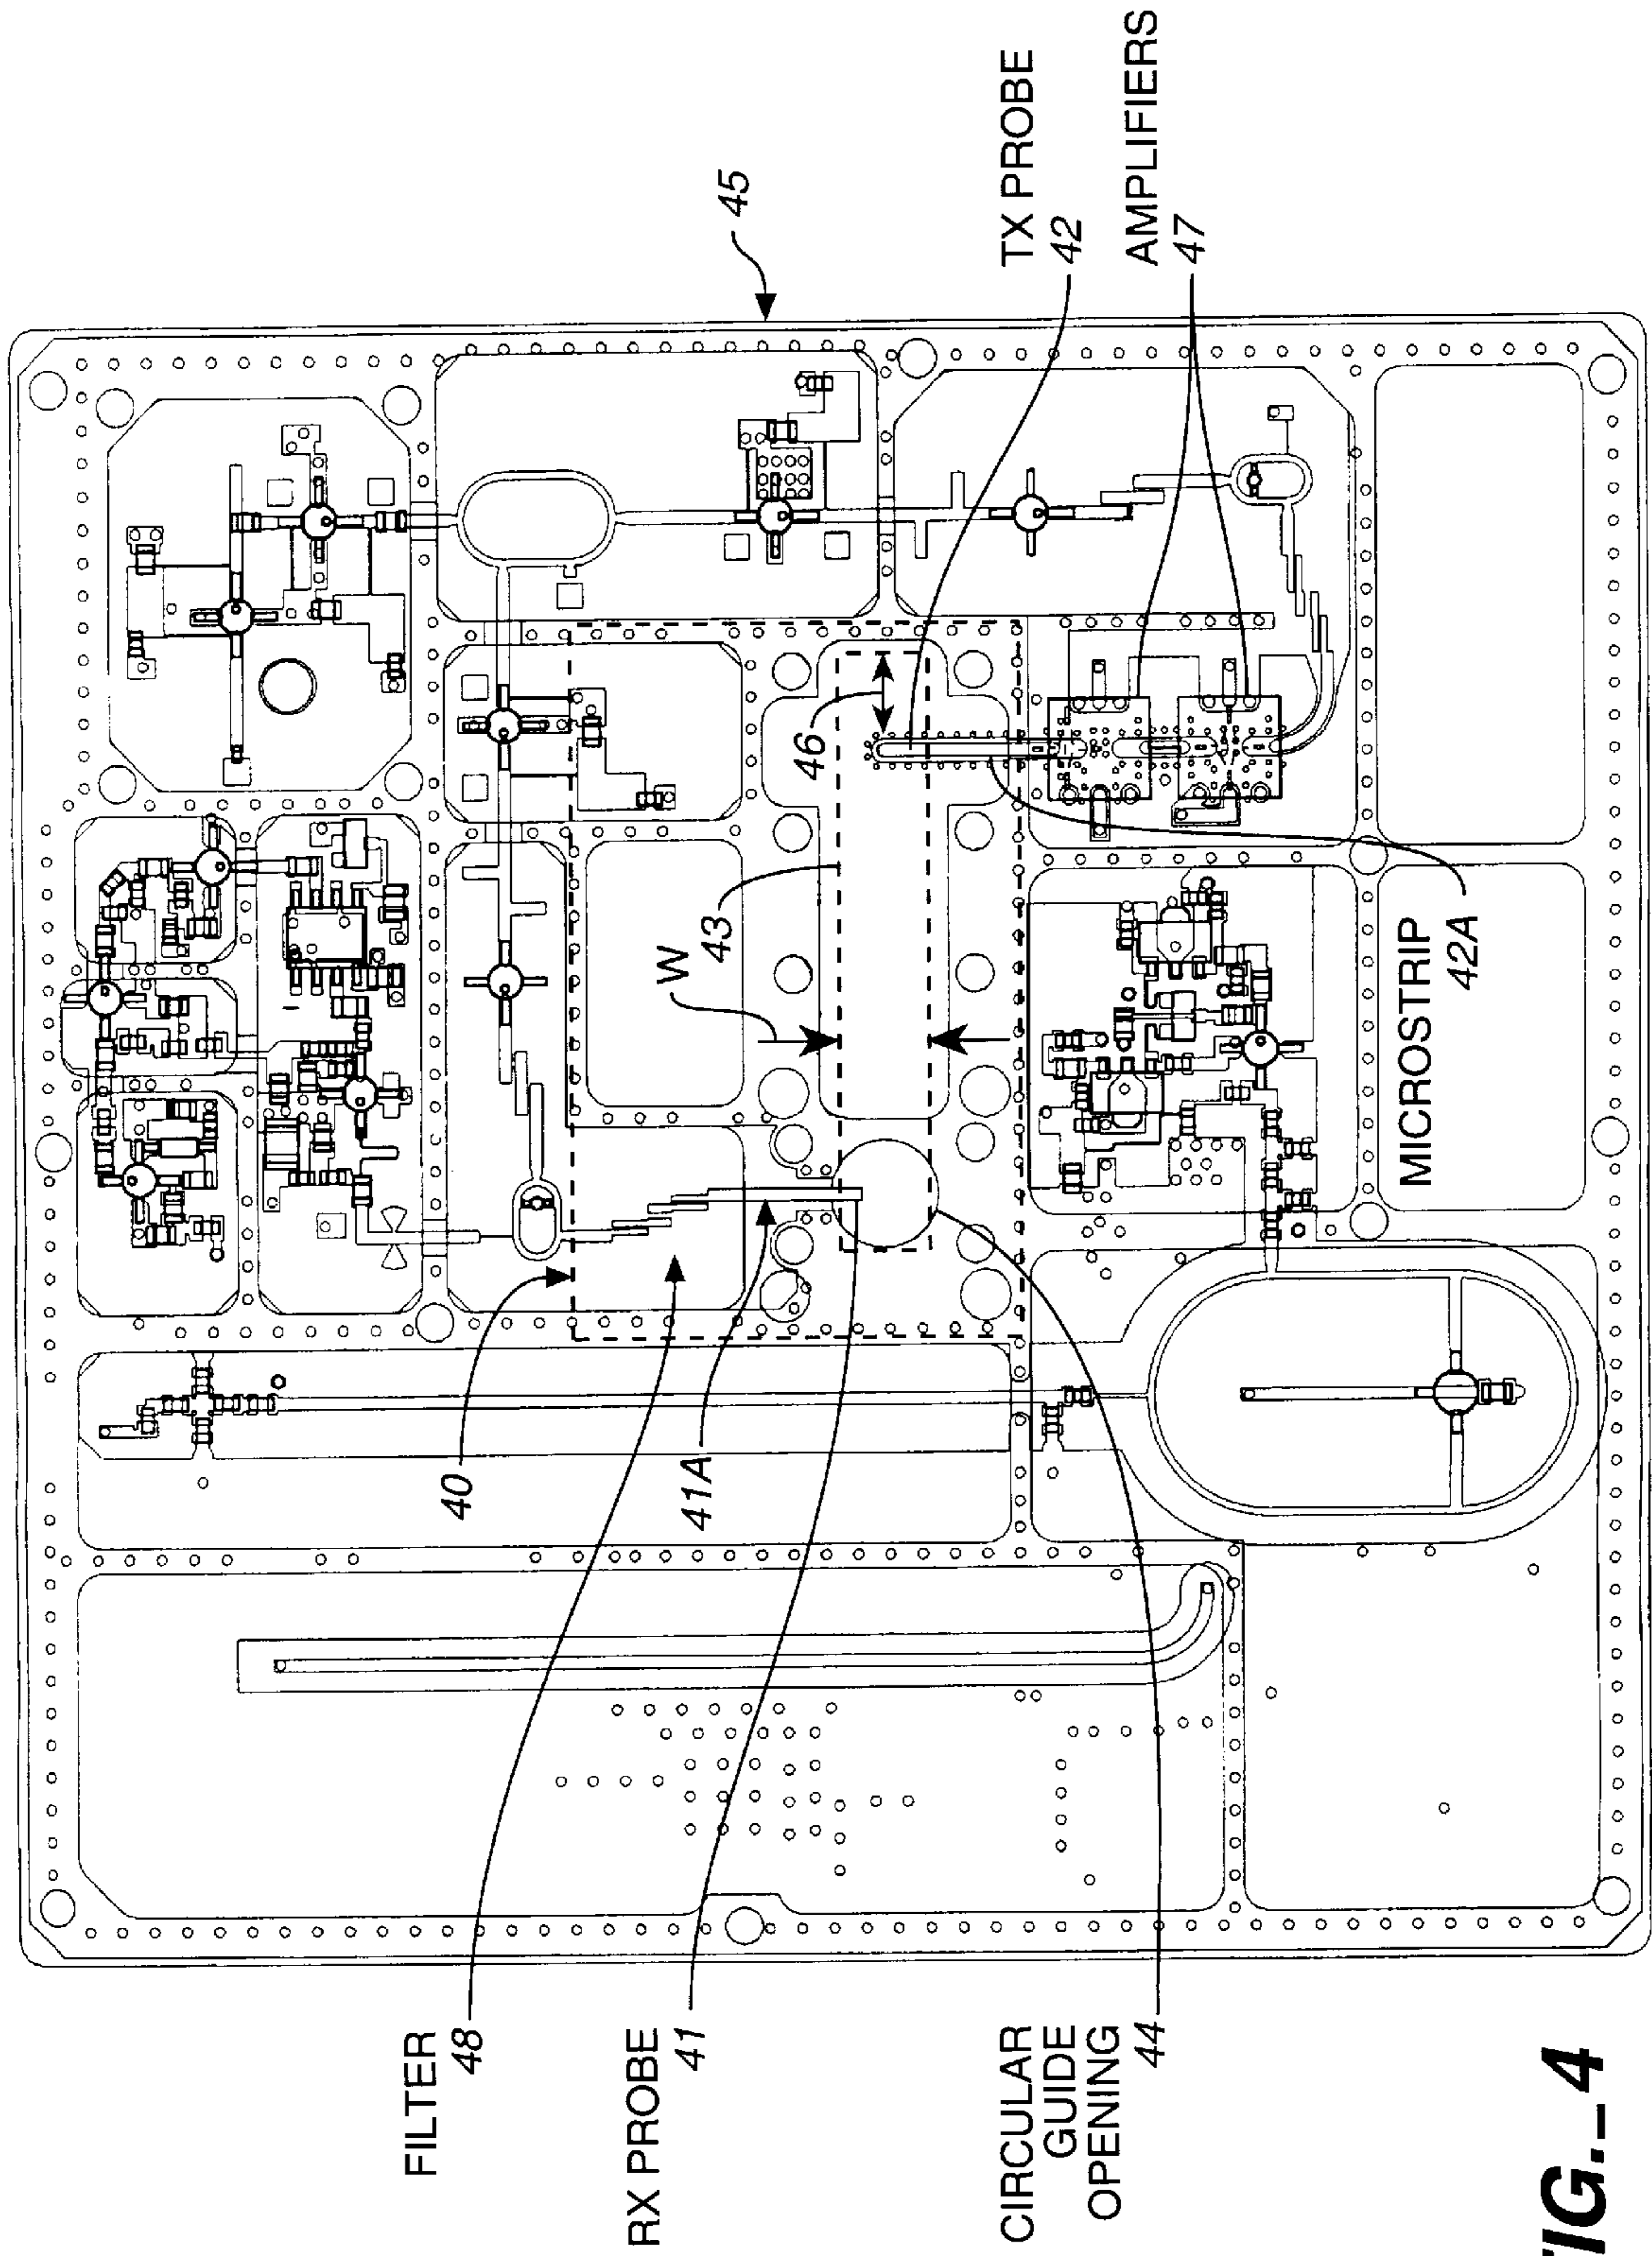 45
TX PROBE
42
AMPLIFIERS
47
46
W
43
MICROSTRIP
42A
40
41A
FILTER
48
RX PROBE
41
CIRCULAR
GUIDE
OPENING
44
FIG._4